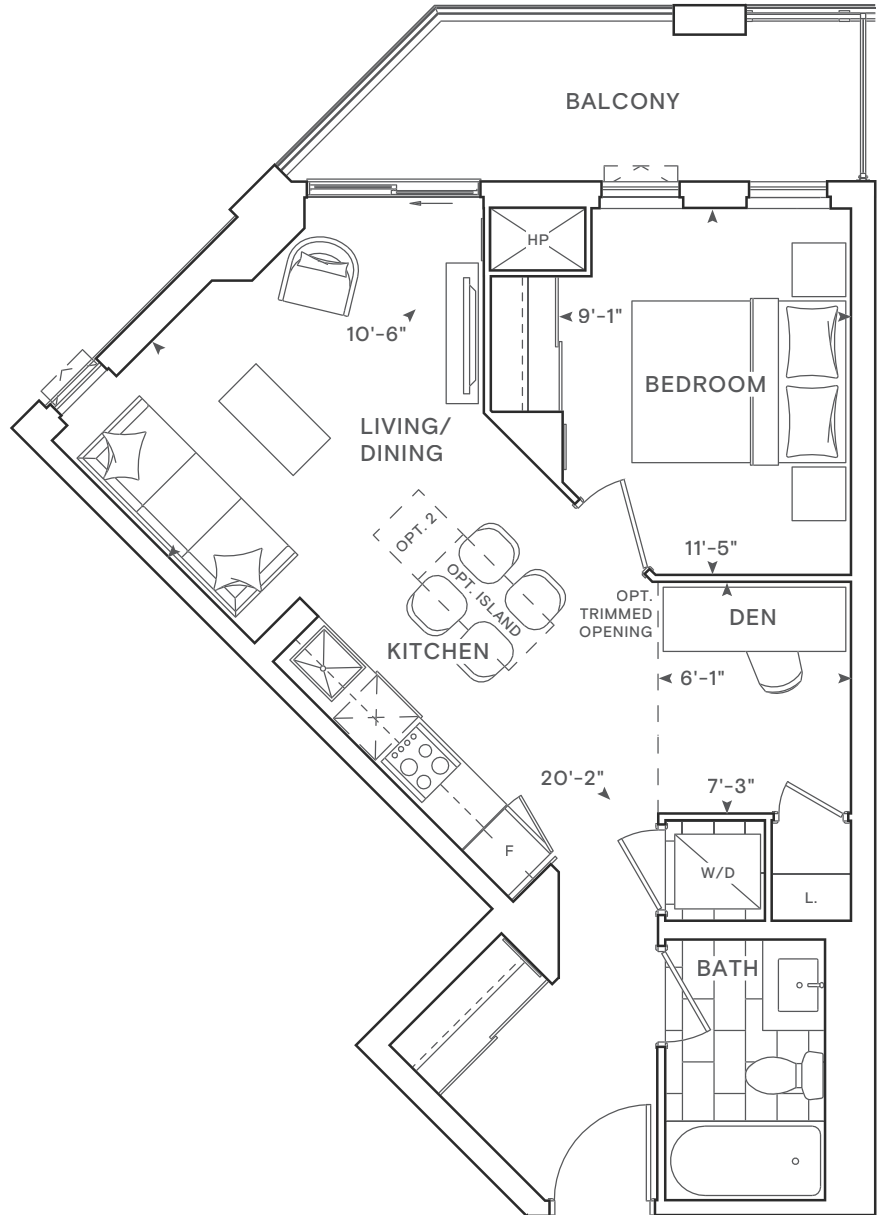 BALCONY
HP
10'-6"
9'-1"
BEDROOM
LIVING/
DINING
OPT. 2
OPT. ISLAND
11'-5"
OPT.
TRIMMED
OPENING
DEN
KITCHEN
6'-1"
20'-2"
7'-3"
F
W/D
L.
BATH